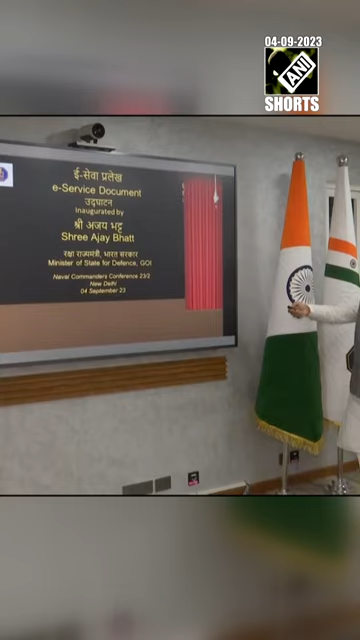 04-09-2023
ANI
SHORTS
ई-सेवा प्रलेख
e-Service Document
उद्घाटन
Inaugurated by
श्री अजय भट्ट
Shree Ajay Bhatt
रक्षा राज्यमंत्री, भारत सरकार
Minister of State for Defence, GOI
Naval Commanders Conference 23/2
New Delhi
04 September 23